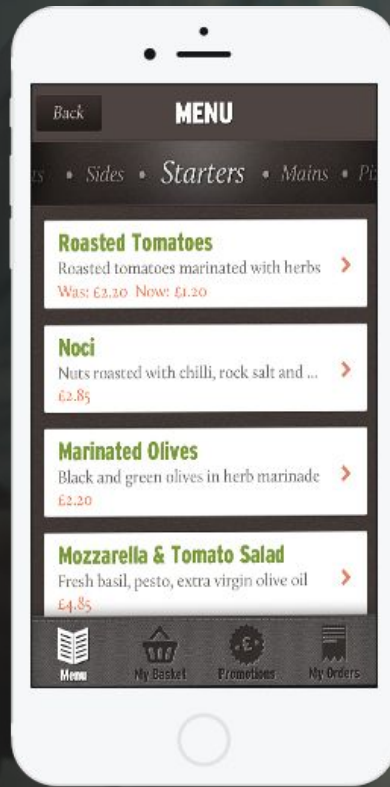 Back
MENU
Sides • Starters • Mains •
Roasted Tomatoes
Roasted tomatoes marinated with herbs
Was: £2.20 Now: £1.20
Noci
Nuts roasted with chilli, rock salt and ...
£2.85
Marinated Olives
Black and green olives in herb marinade
£2.20
Mozzarella & Tomato Salad
Fresh basil, pesto, extra virgin olive oil
£4.85
Menu
My Basket
Promotions
My Orders